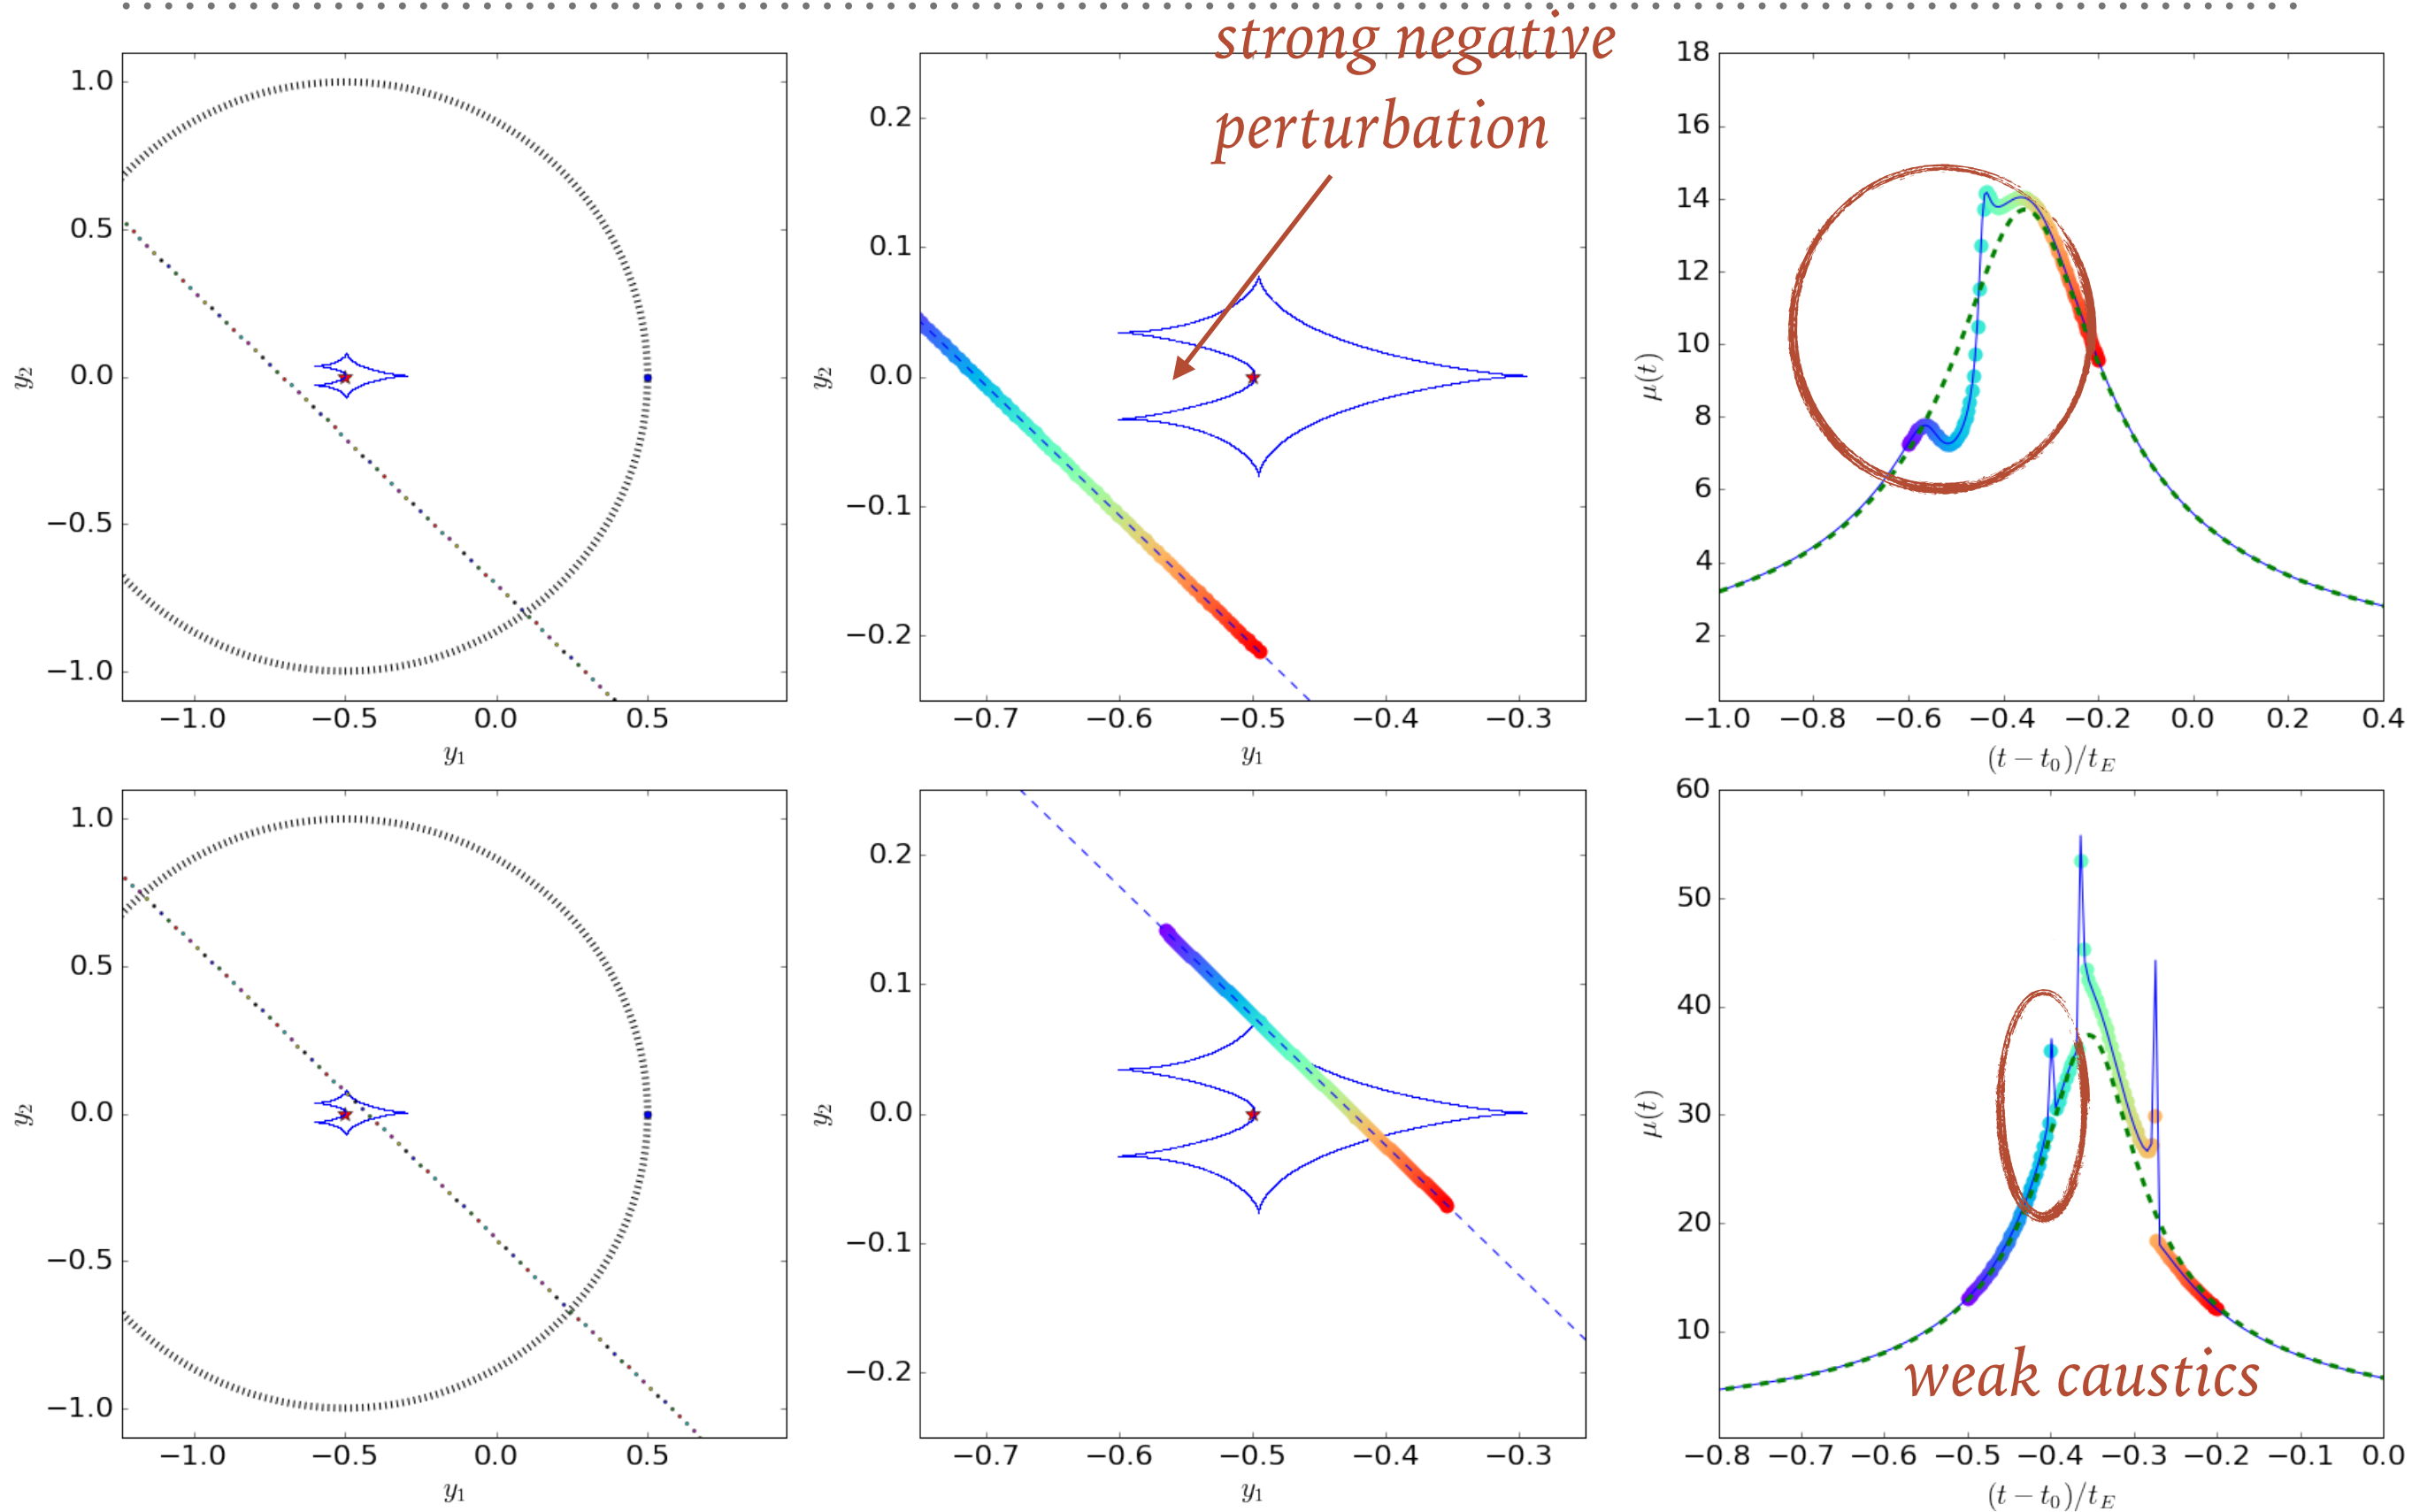 strong negative
perturbation
1.0
0.5
0.0
−0.5
−1.0
y2
−1.0 −0.5 0.0 0.5
y1
0.2
0.1
0.0
−0.1
−0.2
y2
−0.7 −0.6 −0.5 −0.4 −0.3
y1
18
16
14
12
10
8
6
4
2
μ(t)
−1.0 −0.8 −0.6 −0.4 −0.2 0.0 0.2 0.4
(t − t0)/tE
1.0
0.5
0.0
−0.5
−1.0
y2
−1.0 −0.5 0.0 0.5
y1
0.2
0.1
0.0
−0.1
−0.2
y2
−0.7 −0.6 −0.5 −0.4 −0.3
y1
60
50
40
30
20
10
μ(t)
weak caustics
−0.8 −0.7 −0.6 −0.5 −0.4 −0.3 −0.2 −0.1 0.0
(t − t0)/tE